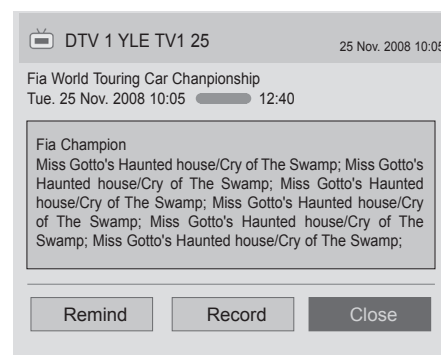 DTV 1 YLE TV1 25
25 Nov. 2008 10:05
Fia World Touring Car Chanpionship
Tue. 25 Nov. 2008 10:05 12:40
Fia Champion
Miss Gotto's Haunted house/Cry of The Swamp; Miss Gotto's
Haunted house/Cry of The Swamp; Miss Gotto's Haunted
house/Cry of The Swamp; Miss Gotto's Haunted house/Cry
of The Swamp; Miss Gotto's Haunted house/Cry of The
Swamp; Miss Gotto's Haunted house/Cry of The Swamp;
Remind Record Close